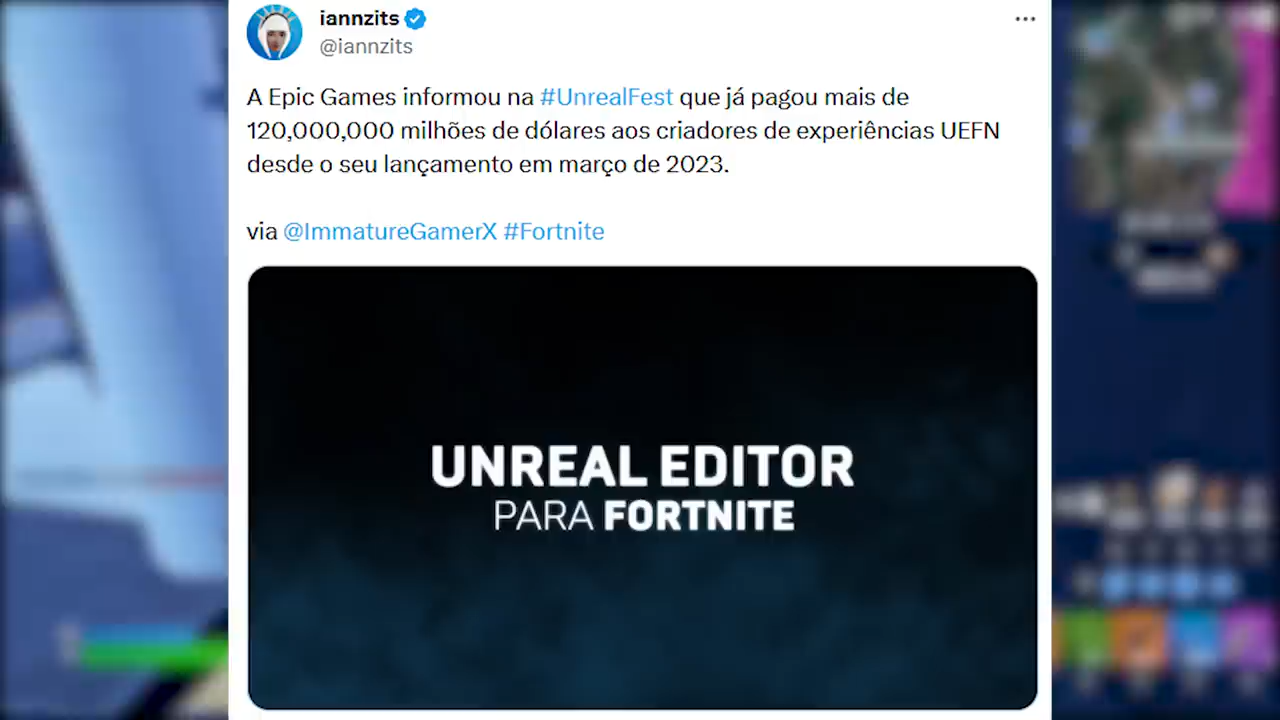 iannzits
@iannzits
A Epic Games informou na #UnrealFest que já pagou mais de
120,000,000 milhões de dólares aos criadores de experiências UEFN
desde o seu lançamento em março de 2023.
via @ImmatureGamerX #Fortnite
UNREAL EDITOR
PARA FORTNITE